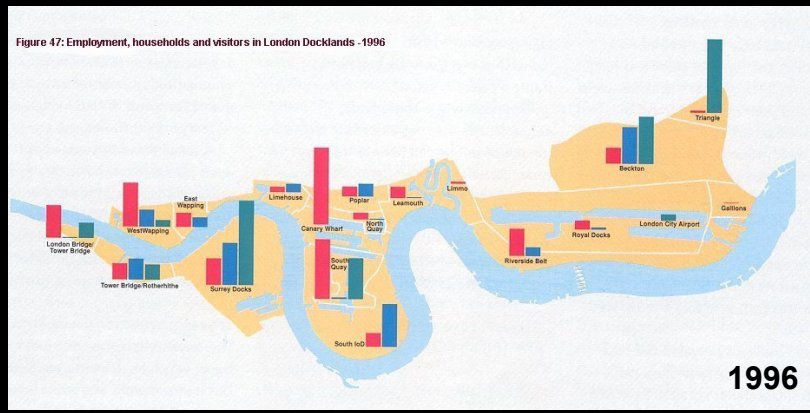 Figure 47: Employment, households and visitors in London Docklands -1996
Triangle
Beckton
Limehouse
Poplar
Leamouth
Limmo
East
Wapping
WestWapping
Canary Wharf
North
Quay
Gallions
London City Airport
Royal Docks
London Bridge/
Tower Bridge
Riverside Belt
South
Quay
Tower Bridge/Rotherhithe
Surrey Docks
South IoD
1996